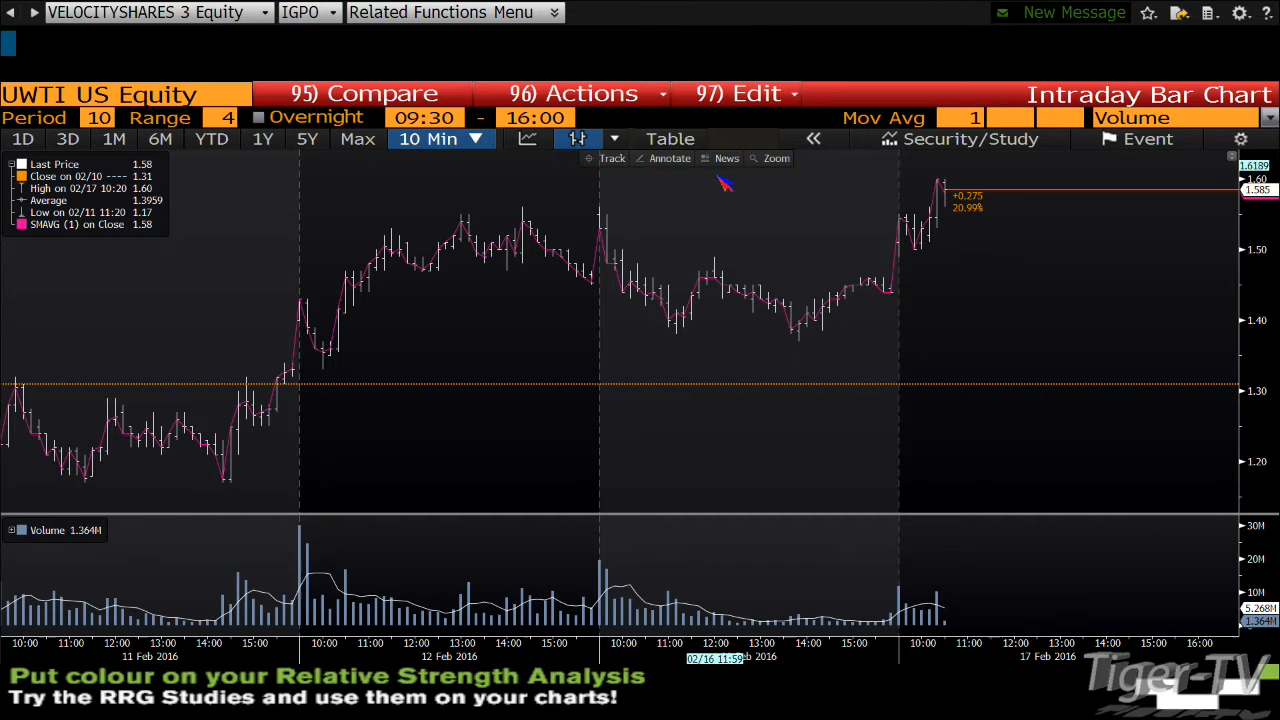 VELOCITYSHARES 3 Equity IGPO Related Functions Menu New Message
UWTI US Equity 95) Compare 96) Actions 97) Edit Intraday Bar Chart
Period 10 Range 4 Overnight 09:30 - 16:00 Mov Avg 1 Volume
1D 3D 1M 6M YTD 1Y 5Y Max 10 Min Table Security/Study Event
Track Annotate News Zoom
Last Price 1.58
Close on 02/10 ---- 1.31
High on 02/17 10:20 1.60
Average 1.3959
Low on 02/11 11:20 1.17
SMAVG (1) on Close 1.58
1.6189
1.60
1.585
+0.275
20.99%
1.50
1.40
1.30
1.20
Volume 1.364M
30M
20M
10M
5.268M
1.364M
10:00 11:00 12:00 13:00 14:00 15:00 10:00 11:00 12:00 13:00 14:00 15:00 10:00 11:00 12:00 13:00 14:00 15:00 10:00 11:00 12:00 13:00 14:00 15:00 16:00
11 Feb 2016 12 Feb 2016 02/16 11:59 b 2016 17 Feb 2016
Put colour on your Relative Strength Analysis
Try the RRG Studies and use them on your charts!
Tiger-TV